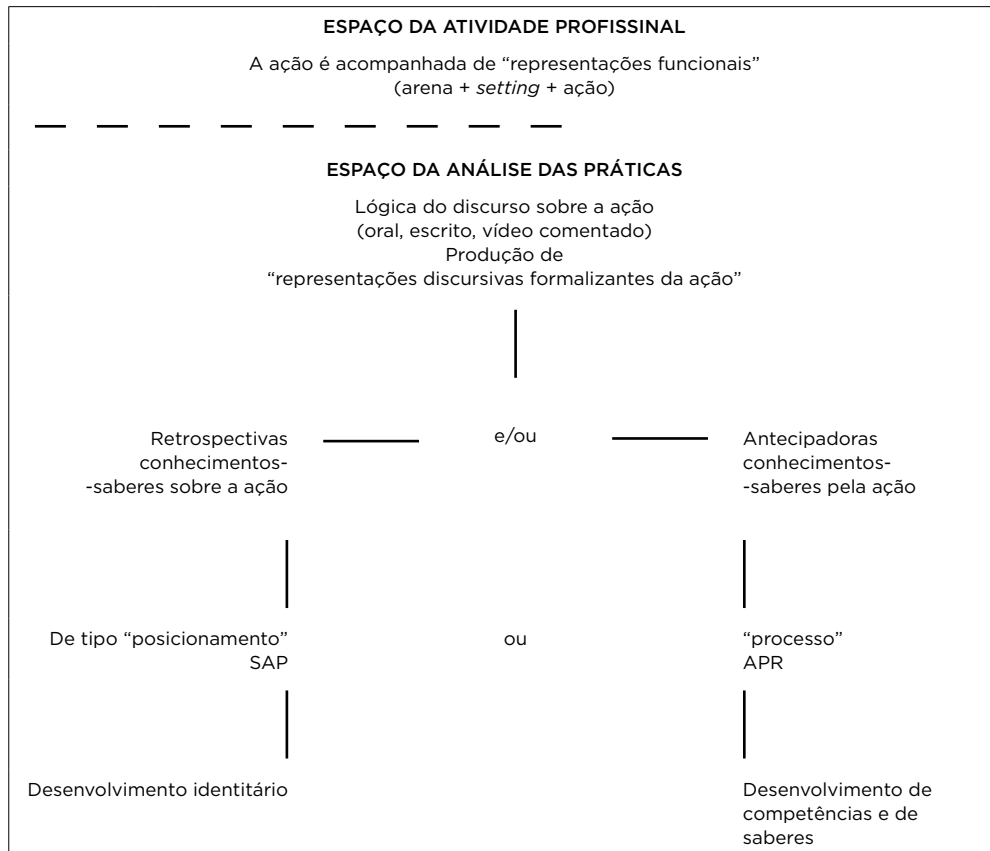 ESPAÇO DA ATIVIDADE PROFISSINAL
A ação é acompanhada de “representações funcionais”
(arena + setting + ação)
ESPAÇO DA ANÁLISE DAS PRÁTICAS
Lógica do discurso sobre a ação
(oral, escrito, vídeo comentado)
Produção de
“representações discursivas formalizantes da ação”
Retrospectivas
conhecimentos-
-saberes sobre a ação
e/ou
Antecipadoras
conhecimentos-
-saberes pela ação
De tipo “posicionamento”
SAP
ou
“processo”
APR
Desenvolvimento identitário
Desenvolvimento de
competências e de
saberes